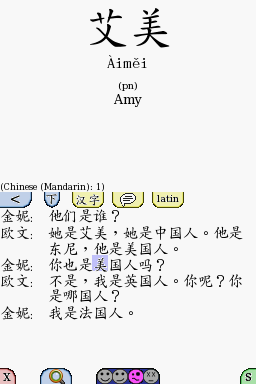 艾美
Àiměi
(pn)
Amy
(Chinese (Mandarin): 1)
< 下 汉字 latin
金妮: 他们是谁？
欧文: 她是艾美，她是中国人。他是
东尼，他是美国人。
金妮: 你也是美国人吗？
欧文: 不是，我是英国人。你呢？你
是哪国人？
金妮: 我是法国人。
X S